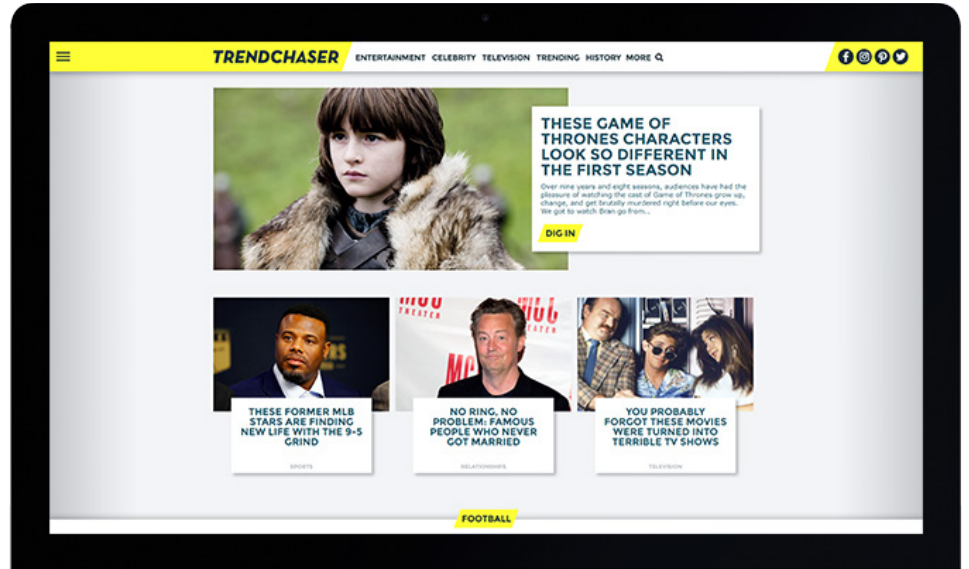 TRENDCHASER
ENTERTAINMENT CELEBRITY TELEVISION TRENDING HISTORY MORE
THESE GAME OF
THRONES CHARACTERS
LOOK SO DIFFERENT IN
THE FIRST SEASON
Over nine years and eight seasons, audiences have had the
pleasure of watching the cast of Game of Thrones grow up,
change, and get brutally murdered right before our eyes.
We got to watch Bran go from...
DIG IN
MCC
THEATER
MCC
THEATER
MC
THESE FORMER MLB
STARS ARE FINDING
NEW LIFE WITH THE 9-5
GRIND
SPORTS
NO RING, NO
PROBLEM: FAMOUS
PEOPLE WHO NEVER
GOT MARRIED
RELATIONSHIPS
YOU PROBABLY
FORGOT THESE MOVIES
WERE TURNED INTO
TERRIBLE TV SHOWS
TELEVISION
FOOTBALL